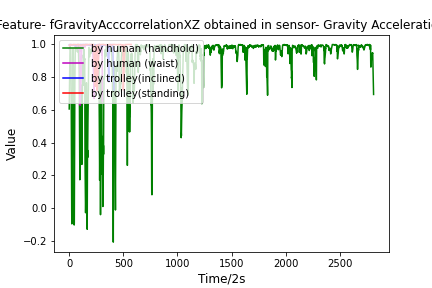 Feature- fGravityAcccorrelationXZ obtained in sensor- Gravity Acceleratio
by human (handhold)
by human (waist)
by trolley(inclined)
by trolley(standing)
1.0
0.8
0.6
0.4
0.2
0.0
−0.2
Value
0
500
1000
1500
2000
2500
Time/2s